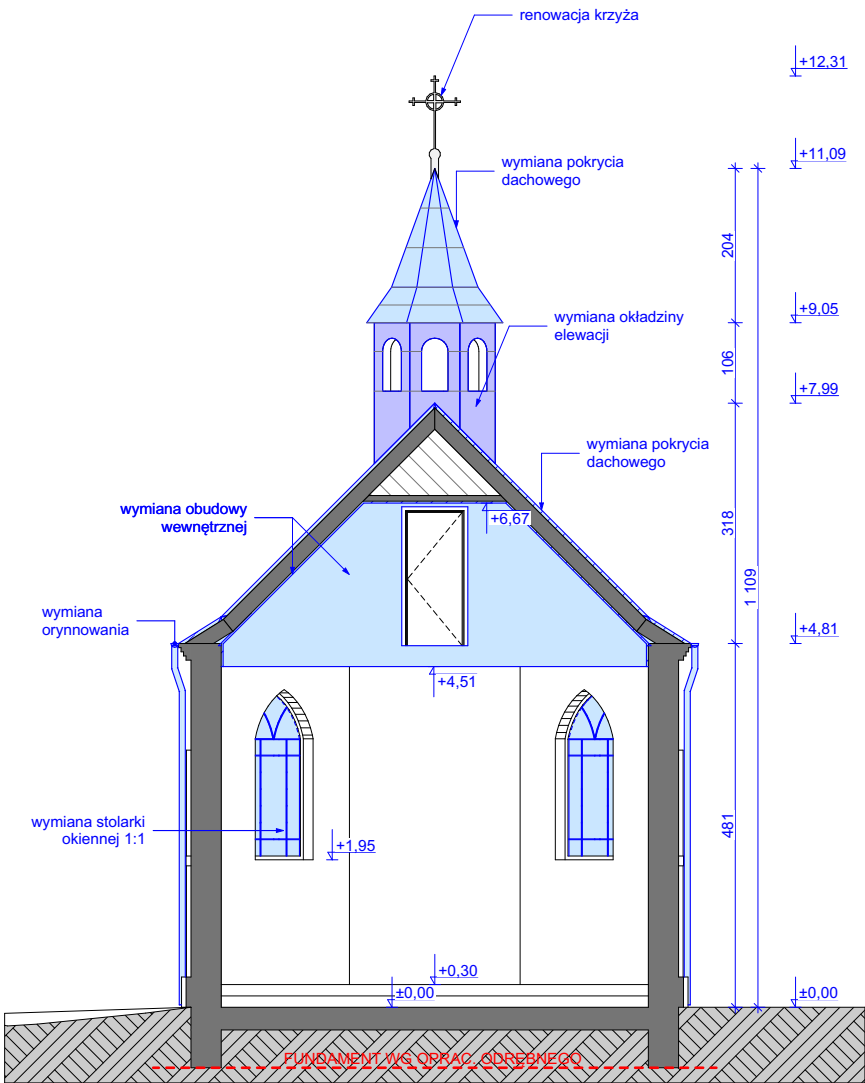 renowacja krzyża
+12,31
+11,09
wymiana pokrycia
dachowego
204
+9,05
wymiana okładziny
elewacji
106
+7,99
wymiana pokrycia
dachowego
+6,67
wymiana obudowy
wewnętrznej
318
1 109
wymiana
orynnowania
+4,81
+4,51
481
wymiana stolarki
okiennej 1:1
+1,95
+0,30
±0,00
±0,00
FUNDAMENT WG OPRAC. ODRĘBNEGO